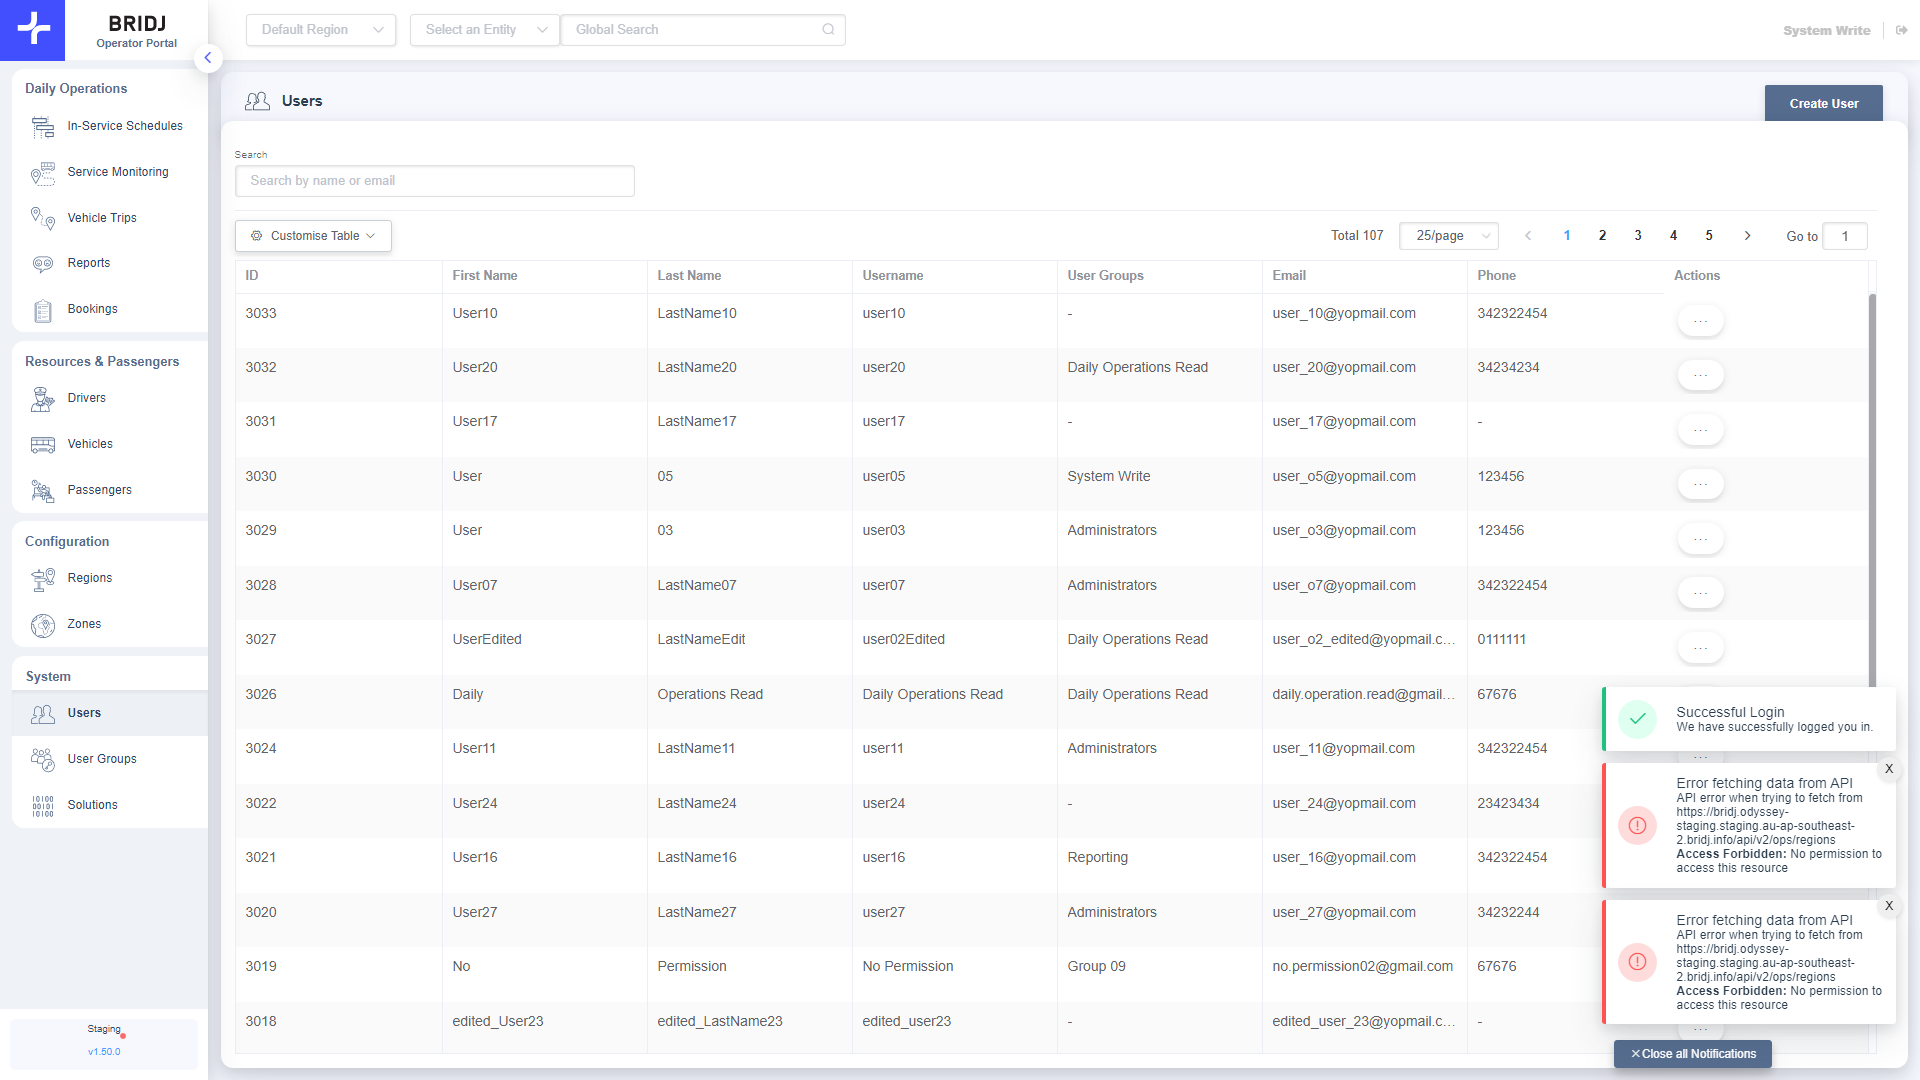 BRIDJ
Operator Portal
Default Region
Select an Entity
Global Search
System Write
Daily Operations
In-Service Schedules
Service Monitoring
Vehicle Trips
Reports
Bookings
Resources & Passengers
Drivers
Vehicles
Passengers
Configuration
Regions
Zones
System
Users
User Groups
Solutions
Staging
v1.50.0
Users
Create User
Search
Search by name or email
Customise Table
Total 107 25/page 1 2 3 4 5 Go to 1
ID First Name Last Name Username User Groups Email Phone Actions
3033 User10 LastName10 user10 - user_10@yopmail.com 342322454 ...
3032 User20 LastName20 user20 Daily Operations Read user_20@yopmail.com 34234234 ...
3031 User17 LastName17 user17 - user_17@yopmail.com - ...
3030 User 05 user05 System Write user_o5@yopmail.com 123456 ...
3029 User 03 user03 Administrators user_o3@yopmail.com 123456 ...
3028 User07 LastName07 user07 Administrators user_o7@yopmail.com 342322454 ...
3027 UserEdited LastNameEdit user02Edited Daily Operations Read user_o2_edited@yopmail.c... 0111111 ...
3026 Daily Operations Read Daily Operations Read Daily Operations Read daily.operation.read@gmail... 67676
3024 User11 LastName11 user11 Administrators user_11@yopmail.com 342322454 ...
3022 User24 LastName24 user24 - user_24@yopmail.com 23423434
3021 User16 LastName16 user16 Reporting user_16@yopmail.com 342322454
3020 User27 LastName27 user27 Administrators user_27@yopmail.com 34232244
3019 No Permission No Permission Group 09 no.permission02@gmail.com 67676
3018 edited_User23 edited_LastName23 edited_user23 - edited_user_23@yopmail.c... - ...
Successful Login
We have successfully logged you in.
X
Error fetching data from API
API error when trying to fetch from
https://bridj.odyssey-
staging.staging.au-ap-southeast-
2.bridj.info/api/v2/ops/regions
Access Forbidden: No permission to
access this resource
X
Error fetching data from API
API error when trying to fetch from
https://bridj.odyssey-
staging.staging.au-ap-southeast-
2.bridj.info/api/v2/ops/regions
Access Forbidden: No permission to
access this resource
✕Close all Notifications